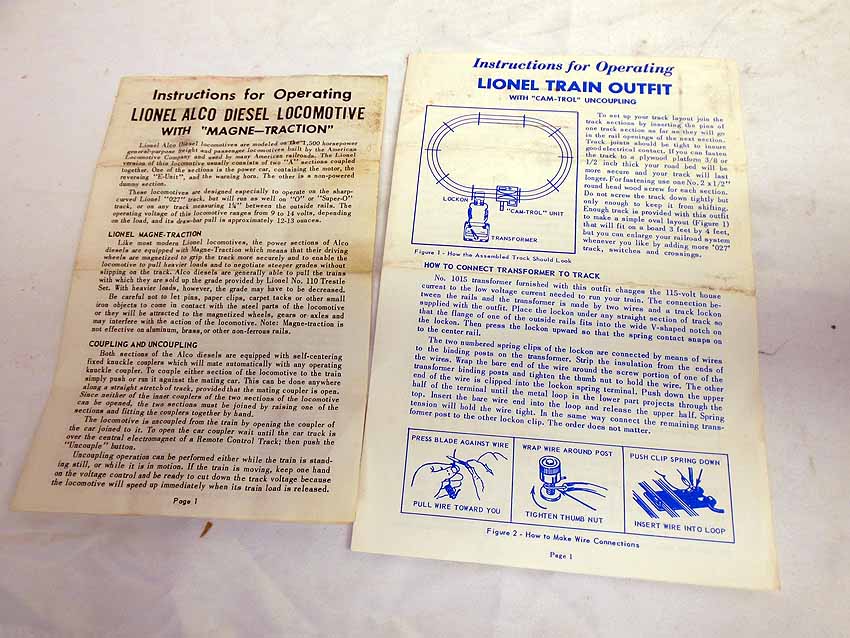 Instructions for Operating
LIONEL ALCO DIESEL LOCOMOTIVE
WITH "MAGNE—TRACTION"
Lionel Alco Diesel locomotives are modeled on the 1,500 horsepower
general-purpose freight and passenger locomotives built by the American
Locomotive Company and used by many American railroads. The Lionel
version of this locomotive usually consists of two "A" sections coupled
together. One of the sections is the power car, containing the motor, the
reversing "E-Unit", and the warning horn. The other is a non-powered
dummy section.
These locomotives are designed especially to operate on the sharp-
curved Lionel "027" track, but will run as well on "O" or "Super-O"
track, or on any track measuring 1¼" between the outside rails. The
operating voltage of this locomotive ranges from 9 to 14 volts, depending
on the load, and its draw-bar pull is approximately 12-13 ounces.
LIONEL MAGNE-TRACTION
Like most modern Lionel locomotives, the power sections of Alco
diesels are equipped with Magne-Traction which means that their driving
wheels are magnetized to grip the track more securely and to enable the
locomotive to pull heavier loads and to negotiate steeper grades without
slipping on the track. Alco diesels are generally able to pull the trains
with which they are sold up the grade provided by Lionel No. 110 Trestle
Set. With heavier loads, however, the grade may have to be decreased.
Be careful not to let pins, paper clips, carpet tacks or other small
iron objects to come in contact with the steel parts of the locomotive
or they will be attracted to the magnetized wheels, gears or axles and
may interfere with the action of the locomotive. Note: Magne-traction is
not effective on aluminum, brass, or other non-ferrous rails.
COUPLING AND UNCOUPLING
Both sections of the Alco diesels are equipped with self-centering
fixed knuckle couplers which will mate automatically with any operating
knuckle coupler. To couple either section of the locomotive to the train
simply push or run it against the mating car. This can be done anywhere
along a straight stretch of track, provided that the mating coupler is open.
Since neither of the inner couplers of the two sections of the locomotive
can be opened, the two sections must be joined by raising one of the
sections and fitting the couplers together by hand.
The locomotive is uncoupled from the train by opening the coupler of
the car joined to it. To open the car coupler wait until the car truck is
over the central electromagnet of a Remote Control Track; then push the
"Uncouple" button.
Uncoupling operation can be performed either while the train is stand-
ing still, or while it is in motion. If the train is moving, keep one hand
on the voltage control and be ready to cut down the track voltage because
the locomotive will speed up immediately when its train load is released.
Page 1
Instructions for Operating
LIONEL TRAIN OUTFIT
WITH "CAM-TROL" UNCOUPLING
LOCKON
"CAM-TROL" UNIT
TRANSFORMER
Figure 1 - How the Assembled Track Should Look
To set up your track layout join the
track sections by inserting the pins of
one track section as far as they will go
in the rail openings of the next section.
Track joints should be tight to insure
good electrical contact. If you can fasten
the track to a plywood platform 3/8 or
1/2 inch thick your road bed will be
more secure and your track will last
longer. For fastening use one No. 2 x 1/2"
round head wood screw for each section.
Do not screw the track down tightly but
only enough to keep it from shifting.
Enough track is provided with this outfit
to make a simple oval layout (Figure 1)
that will fit on a board 3 feet by 4 feet,
but you can enlarge your railroad system
whenever you like by adding more "027"
track, switches and crossings.
HOW TO CONNECT TRANSFORMER TO TRACK
No. 1015 transformer furnished with this outfit changes the 115-volt house
current to the low voltage current needed to run your train. The connection be-
tween the rails and the transformer is made by two wires and a track lockon
supplied with the outfit. Place the lockon under any straight section of track so
that the flange of one of the outside rails fits into the wide V-shaped notch on
the lockon. Then press the lockon upward so that the spring contact snaps on
to the center rail.
The two numbered spring clips of the lockon are connected by means of wires
to the binding posts on the transformer. Strip the insulation from the ends of
the wires. Wrap the bare end of the wire around the screw portion of one of the
transformer binding posts and tighten the thumb nut to hold the wire. The other
end of the wire is clipped into the lockon spring terminal. Push down the upper
half of the terminal until the metal loop in the lower part projects through the
top. Insert the bare wire end into the loop and release the upper half. Spring
tension will hold the wire tight. In the same way connect the remaining trans-
former post to the other lockon clip. The order does not matter.
PRESS BLADE AGAINST WIRE
PULL WIRE TOWARD YOU
WRAP WIRE AROUND POST
TIGHTEN THUMB NUT
PUSH CLIP SPRING DOWN
INSERT WIRE INTO LOOP
Figure 2 - How to Make Wire Connections
Page 1